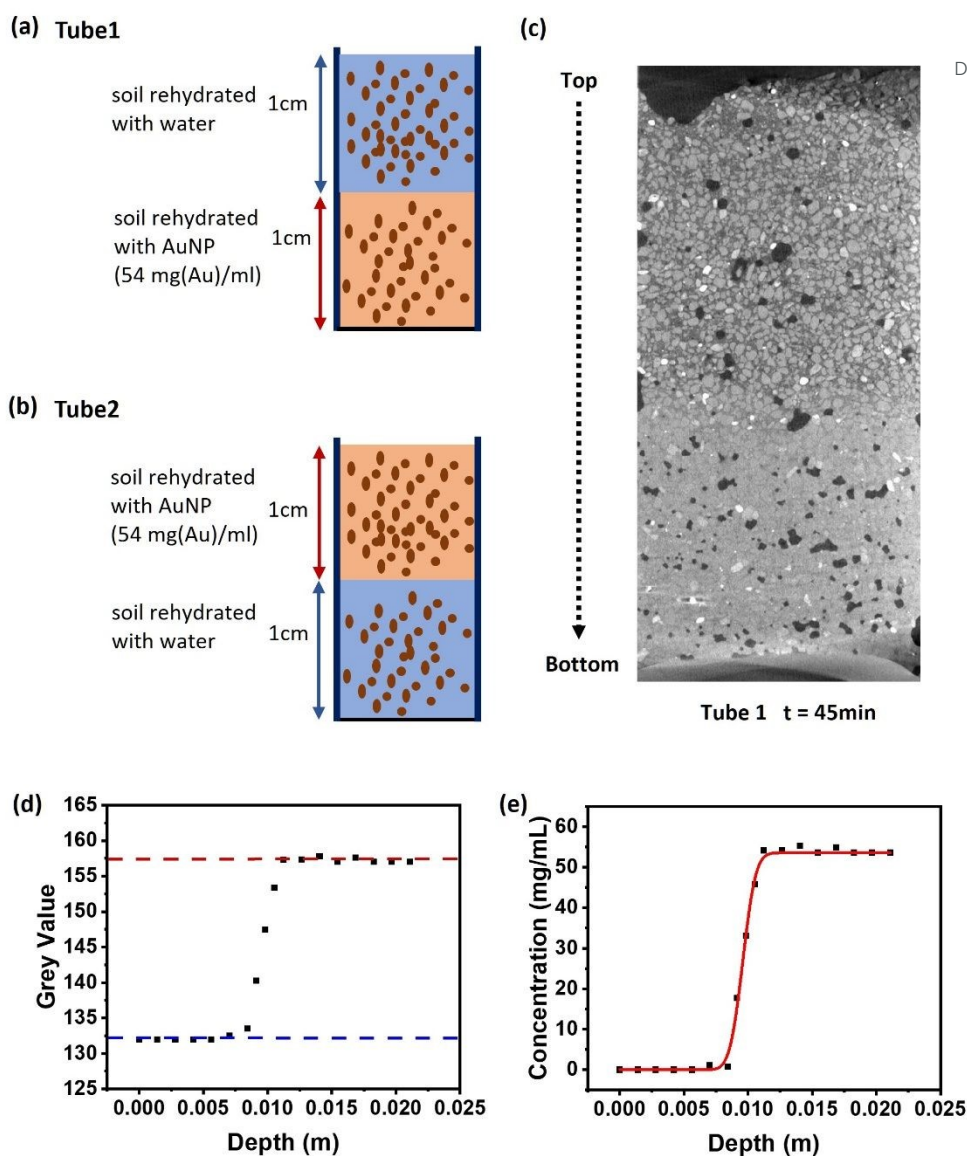 (a) Tube1
soil rehydrated
with water
1cm
soil rehydrated
with AuNP
(54 mg(Au)/ml)
1cm
(b) Tube2
soil rehydrated
with AuNP
(54 mg(Au)/ml)
1cm
soil rehydrated
with water
1cm
(c)
Top
Bottom
Tube 1 t = 45min
D
(d)
165
160
155
150
145
140
135
130
125
Grey Value
0.000 0.005 0.010 0.015 0.020 0.025
Depth (m)
(e)
60
50
40
30
20
10
0
Concentration (mg/mL)
0.000 0.005 0.010 0.015 0.020 0.025
Depth (m)